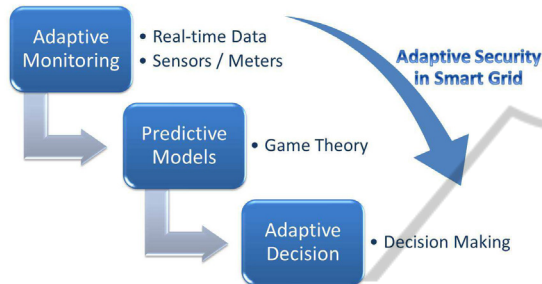 Adaptive
Monitoring
• Real-time Data
• Sensors / Meters
Adaptive Security
in Smart Grid
Predictive
Models
• Game Theory
Adaptive
Decision
• Decision Making